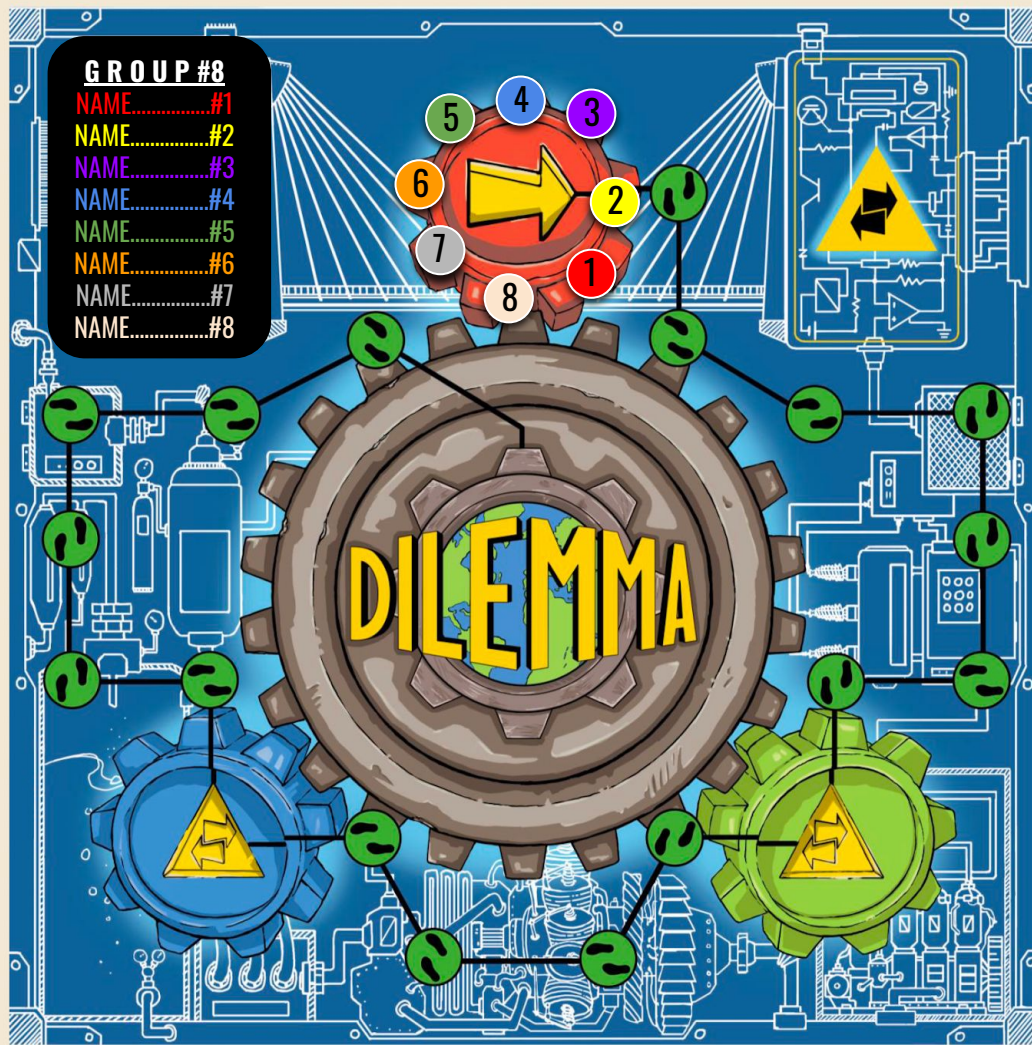 G R O U P #8
NAME...............#1
NAME................#2
NAME................#3
NAME................#4
NAME................#5
NAME................#6
NAME................#7
NAME................#8
4
5
3
6
2
7
1
8
DILEMMA